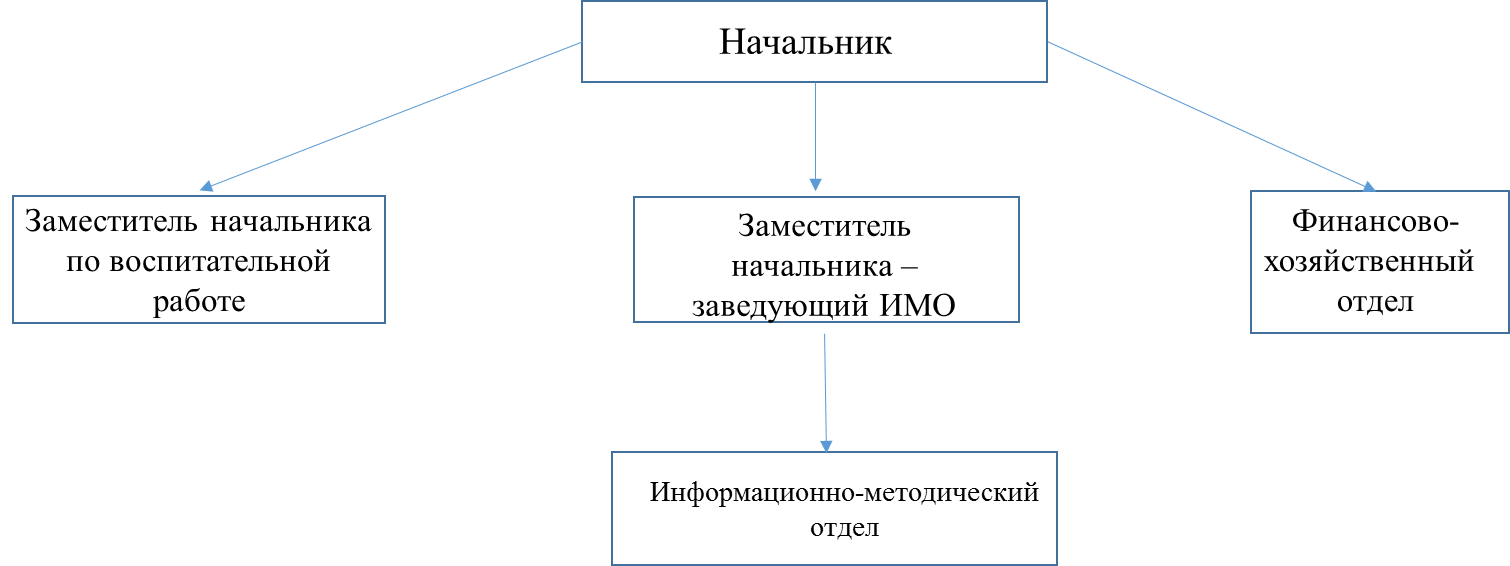 Начальник
Заместитель начальника
по воспитательной
работе
Заместитель
начальника –
заведующий ИМО
Финансово-
хозяйственный
отдел
Информационно-методический
отдел